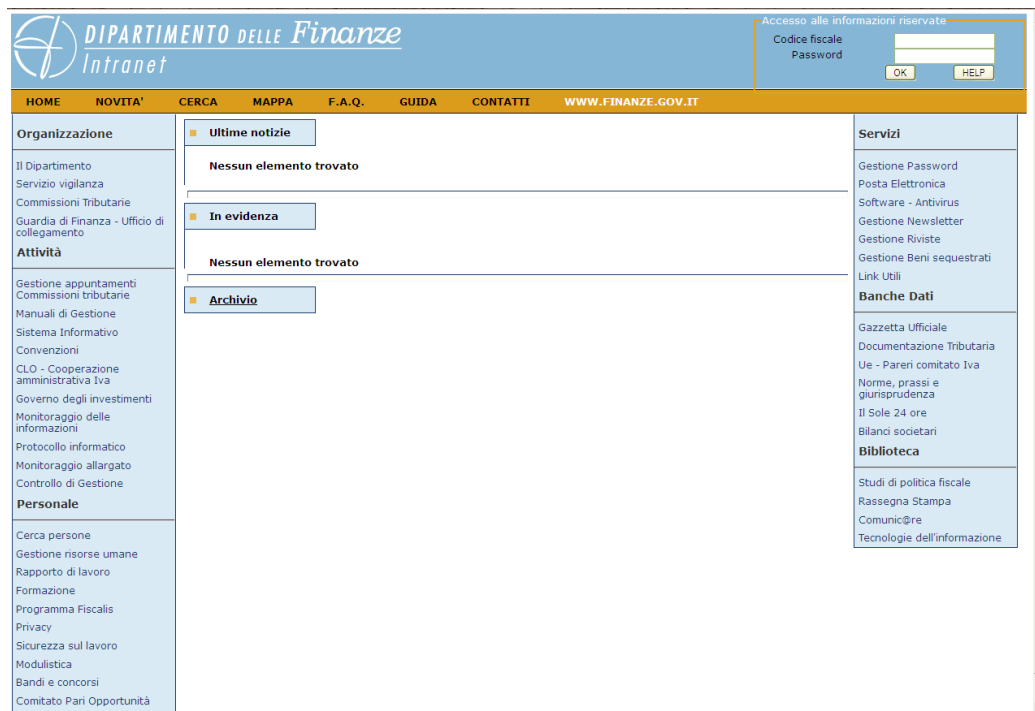 DIPARTIMENTO DELLE Finanze
Intranet
Accesso alle informazioni riservate
Codice fiscale
Password
OK HELP
HOME NOVITA' CERCA MAPPA F.A.Q. GUIDA CONTATTI WWW.FINANZE.GOV.IT
Organizzazione
Il Dipartimento
Servizio vigilanza
Commissioni Tributarie
Guardia di Finanza - Ufficio di
collegamento
Attività
Gestione appuntamenti
Commissioni tributarie
Manuali di Gestione
Sistema Informativo
Convenzioni
CLO - Cooperazione
amministrativa Iva
Governo degli investimenti
Monitoraggio delle
informazioni
Protocollo informatico
Monitoraggio allargato
Controllo di Gestione
Personale
Cerca persone
Gestione risorse umane
Rapporto di lavoro
Formazione
Programma Fiscalis
Privacy
Sicurezza sul lavoro
Modulistica
Bandi e concorsi
Comitato Pari Opportunità
Ultime notizie
Nessun elemento trovato
In evidenza
Nessun elemento trovato
Archivio
Servizi
Gestione Password
Posta Elettronica
Software - Antivirus
Gestione Newsletter
Gestione Riviste
Gestione Beni sequestrati
Link Utili
Banche Dati
Gazzetta Ufficiale
Documentazione Tributaria
Ue - Pareri comitato Iva
Norme, prassi e
giurisprudenza
Il Sole 24 ore
Bilanci societari
Biblioteca
Studi di politica fiscale
Rassegna Stampa
Comunic@re
Tecnologie dell'informazione